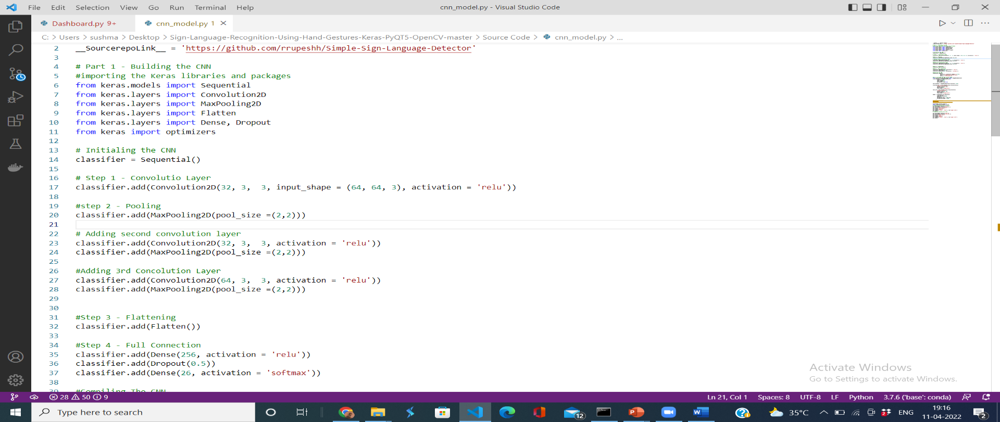 File Edit Selection View Go Run Terminal Help
cnn_model.py - Visual Studio Code
Dashboard.py 9+
cnn_model.py 1
C: > Users > sushma > Desktop > Sign-Language-Recognition-Using-Hand-Gestures-Keras-PyQT5-OpenCV-master > Source Code > cnn_model.py > ...
2 __SourcerepoLink__ = 'https://github.com/rrupeshh/Simple-Sign-Language-Detector'
3
4 # Part 1 - Building the CNN
5 #importing the Keras libraries and packages
6 from keras.models import Sequential
7 from keras.layers import Convolution2D
8 from keras.layers import MaxPooling2D
9 from keras.layers import Flatten
10 from keras.layers import Dense, Dropout
11 from keras import optimizers
12
13 # Initialing the CNN
14 classifier = Sequential()
15
16 # Step 1 - Convolutio Layer
17 classifier.add(Convolution2D(32, 3,  3, input_shape = (64, 64, 3), activation = 'relu'))
18
19 #step 2 - Pooling
20 classifier.add(MaxPooling2D(pool_size =(2,2)))
21
22 # Adding second convolution layer
23 classifier.add(Convolution2D(32, 3,  3, activation = 'relu'))
24 classifier.add(MaxPooling2D(pool_size =(2,2)))
25
26 #Adding 3rd Concolution Layer
27 classifier.add(Convolution2D(64, 3,  3, activation = 'relu'))
28 classifier.add(MaxPooling2D(pool_size =(2,2)))
29
30
31 #Step 3 - Flattening
32 classifier.add(Flatten())
33
34 #Step 4 - Full Connection
35 classifier.add(Dense(256, activation = 'relu'))
36 classifier.add(Dropout(0.5))
37 classifier.add(Dense(26, activation = 'softmax'))
38
39 #Compiling The CNN
Activate Windows
Go to Settings to activate Windows.
28 50 9
Ln 21, Col 1 Spaces: 8 UTF-8 LF Python 3.7.6 ('base': conda)
Type here to search
12
35°C
ENG
19:16
11-04-2022
2